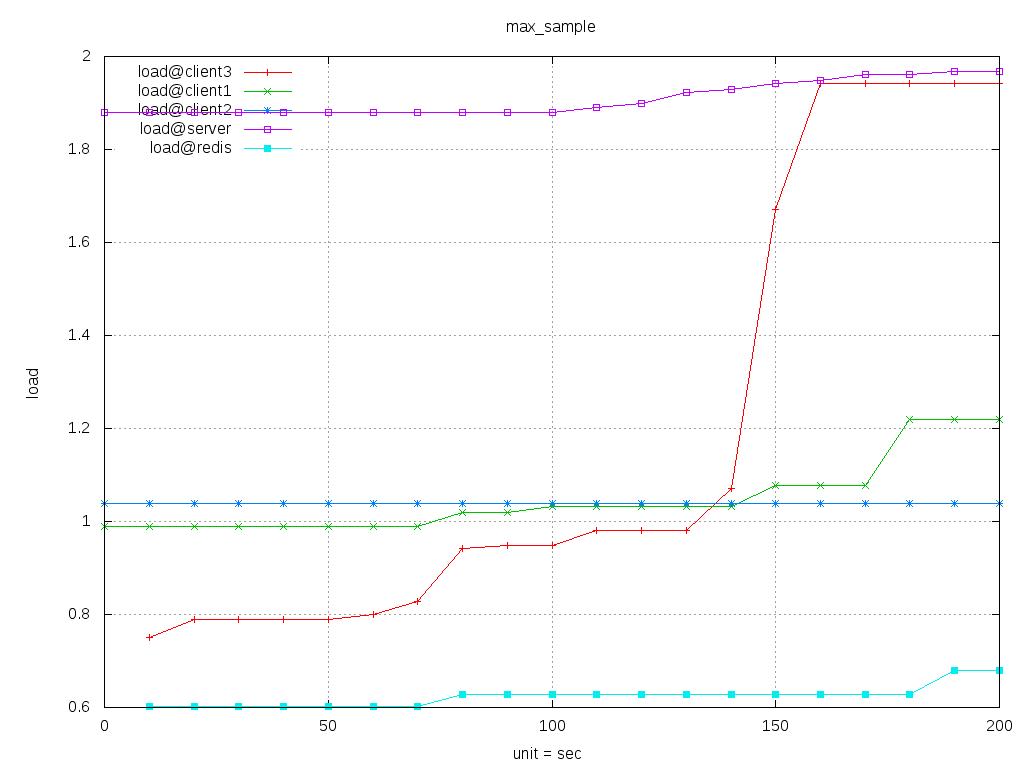 max_sample
load@client3
load@client1
load@client2
load@server
load@redis
2
1.8
1.6
1.4
1.2
1
0.8
0.6
load
0
50
100
150
200
unit = sec